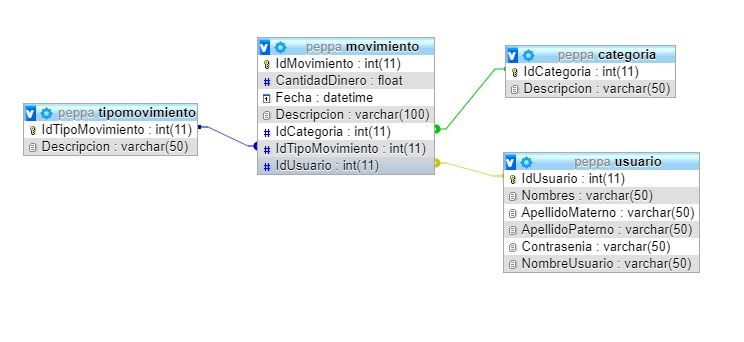 peppa tipomovimiento
IdTipoMovimiento : int(11)
Descripcion : varchar(50)
peppa movimiento
IdMovimiento : int(11)
CantidadDinero : float
Fecha : datetime
Descripcion : varchar(100)
IdCategoria : int(11)
IdTipoMovimiento : int(11)
IdUsuario : int(11)
peppa categoria
IdCategoria : int(11)
Descripcion : varchar(50)
peppa usuario
IdUsuario : int(11)
Nombres : varchar(50)
ApellidoMaterno : varchar(50)
ApellidoPaterno : varchar(50)
Contrasenia : varchar(50)
NombreUsuario : varchar(50)